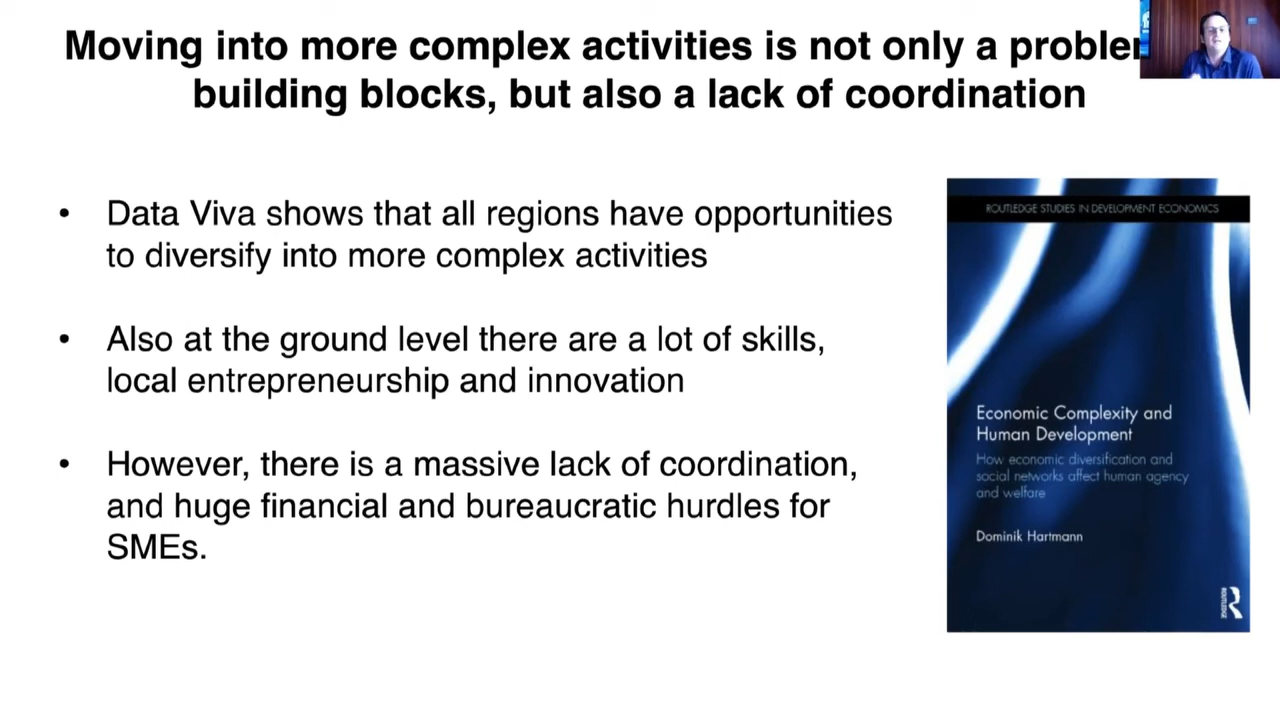 Moving into more complex activities is not only a proble
building blocks, but also a lack of coordination
• Data Viva shows that all regions have opportunities
to diversify into more complex activities
• Also at the ground level there are a lot of skills,
local entrepreneurship and innovation
• However, there is a massive lack of coordination,
and huge financial and bureaucratic hurdles for
SMEs.
ROUTLEDGE STUDIES IN DEVELOPMENT ECONOMICS
Economic Complexity and
Human Development
How economic diversification and
social networks affect human agency
and welfare
Dominik Hartmann
ROUTLEDGE